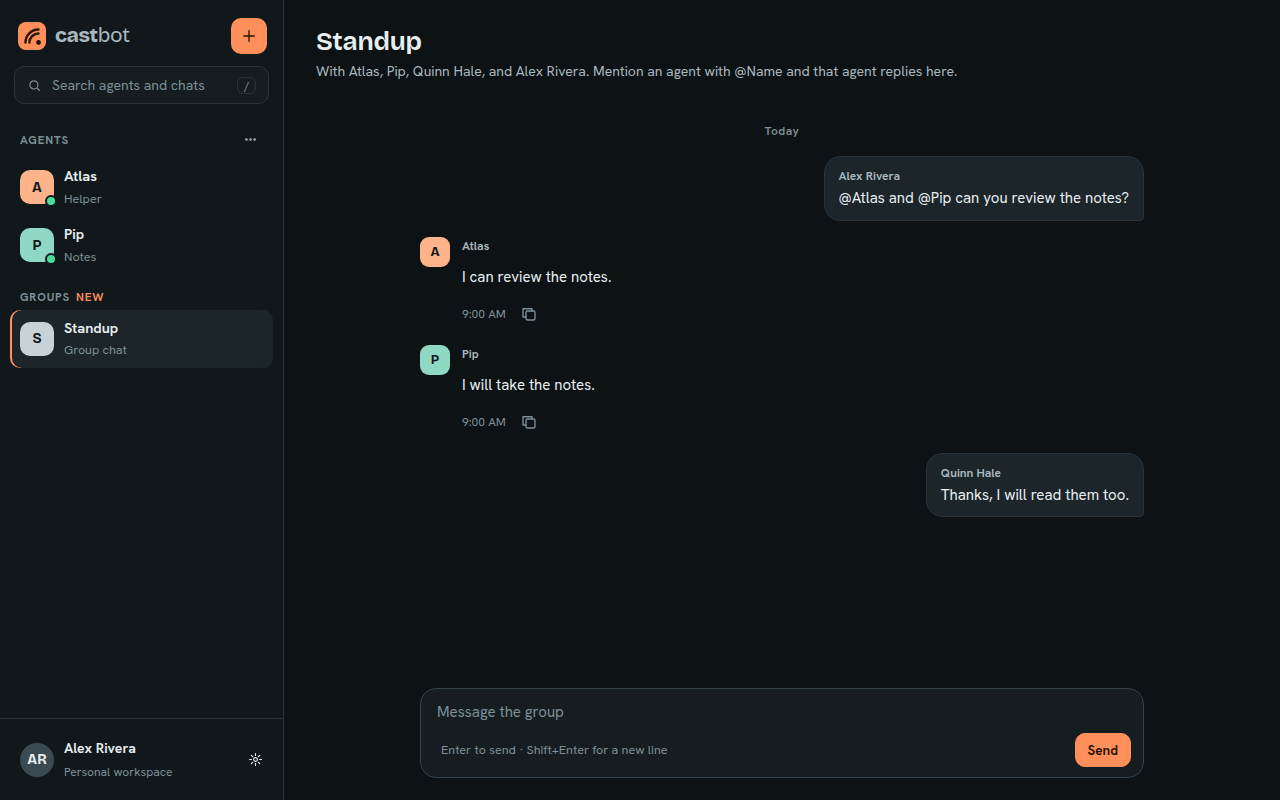 castbot
+
Search agents and chats /
AGENTS
A
Atlas
Helper
P
Pip
Notes
GROUPS NEW
S
Standup
Group chat
AR
Alex Rivera
Personal workspace
Standup
With Atlas, Pip, Quinn Hale, and Alex Rivera. Mention an agent with @Name and that agent replies here.
Today
Alex Rivera
@Atlas and @Pip can you review the notes?
A
Atlas
I can review the notes.
9:00 AM
P
Pip
I will take the notes.
9:00 AM
Quinn Hale
Thanks, I will read them too.
Message the group
Enter to send · Shift+Enter for a new line
Send